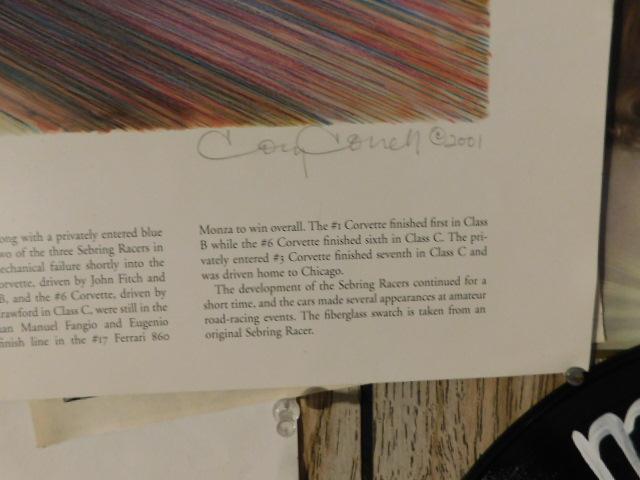 ©2001
ong with a privately entered blue
wo of the three Sebring Racers in
echanical failure shortly into the
orvette, driven by John Fitch and
B, and the #6 Corvette, driven by
rawford in Class C, were still in the
uan Manuel Fangio and Eugenio
inish line in the #17 Ferrari 860
Monza to win overall. The #1 Corvette finished first in Class
B while the #6 Corvette finished sixth in Class C. The pri-
vately entered #3 Corvette finished seventh in Class C and
was driven home to Chicago.
The development of the Sebring Racers continued for a
short time, and the cars made several appearances at amateur
road-racing events. The fiberglass swatch is taken from an
original Sebring Racer.